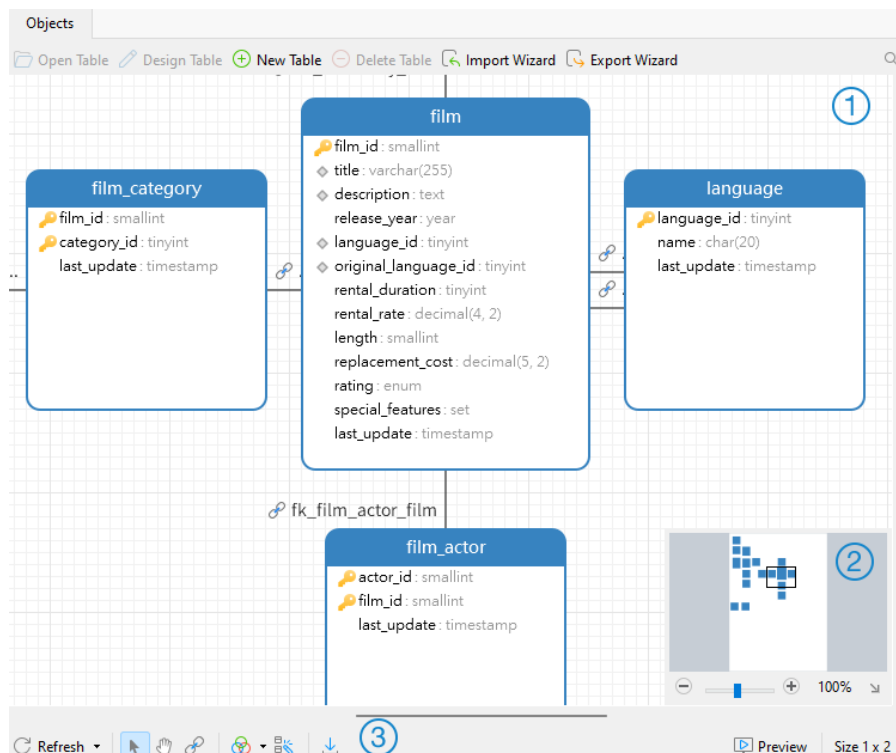 Objects
Open Table Design Table New Table Delete Table Import Wizard Export Wizard
1
film
film_id : smallint
title : varchar(255)
description : text
release_year : year
language_id : tinyint
original_language_id : tinyint
rental_duration : tinyint
rental_rate : decimal(4, 2)
length : smallint
replacement_cost : decimal(5, 2)
rating : enum
special_features : set
last_update : timestamp
film_category
film_id : smallint
category_id : tinyint
last_update : timestamp
language
language_id : tinyint
name : char(20)
last_update : timestamp
fk_film_actor_film
film_actor
actor_id : smallint
film_id : smallint
last_update : timestamp
2
100%
Refresh
3
Preview
Size 1 x 2